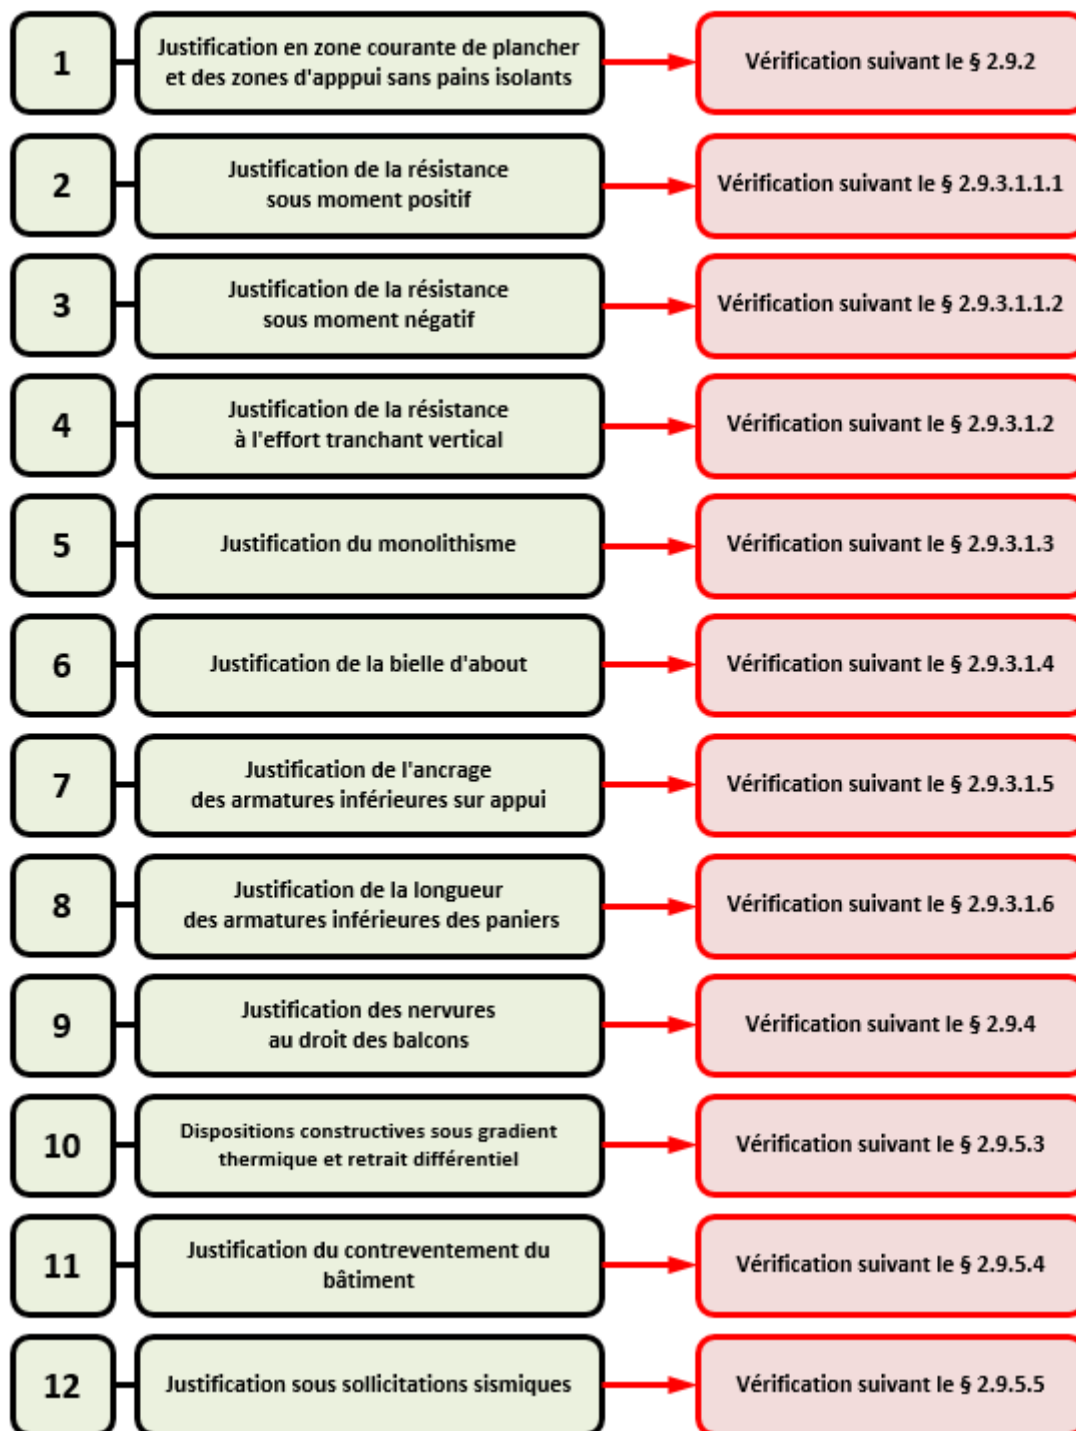 1
Justification en zone courante de plancher
et des zones d'apppui sans pains isolants
Vérification suivant le § 2.9.2
2
Justification de la résistance
sous moment positif
Vérification suivant le § 2.9.3.1.1.1
3
Justification de la résistance
sous moment négatif
Vérification suivant le § 2.9.3.1.1.2
4
Justification de la résistance
à l'effort tranchant vertical
Vérification suivant le § 2.9.3.1.2
5
Justification du monolithisme
Vérification suivant le § 2.9.3.1.3
6
Justification de la bielle d'about
Vérification suivant le § 2.9.3.1.4
7
Justification de l'ancrage
des armatures inférieures sur appui
Vérification suivant le § 2.9.3.1.5
8
Justification de la longueur
des armatures inférieures des paniers
Vérification suivant le § 2.9.3.1.6
9
Justification des nervures
au droit des balcons
Vérification suivant le § 2.9.4
10
Dispositions constructives sous gradient
thermique et retrait différentiel
Vérification suivant le § 2.9.5.3
11
Justification du contreventement du
bâtiment
Vérification suivant le § 2.9.5.4
12
Justification sous sollicitations sismiques
Vérification suivant le § 2.9.5.5